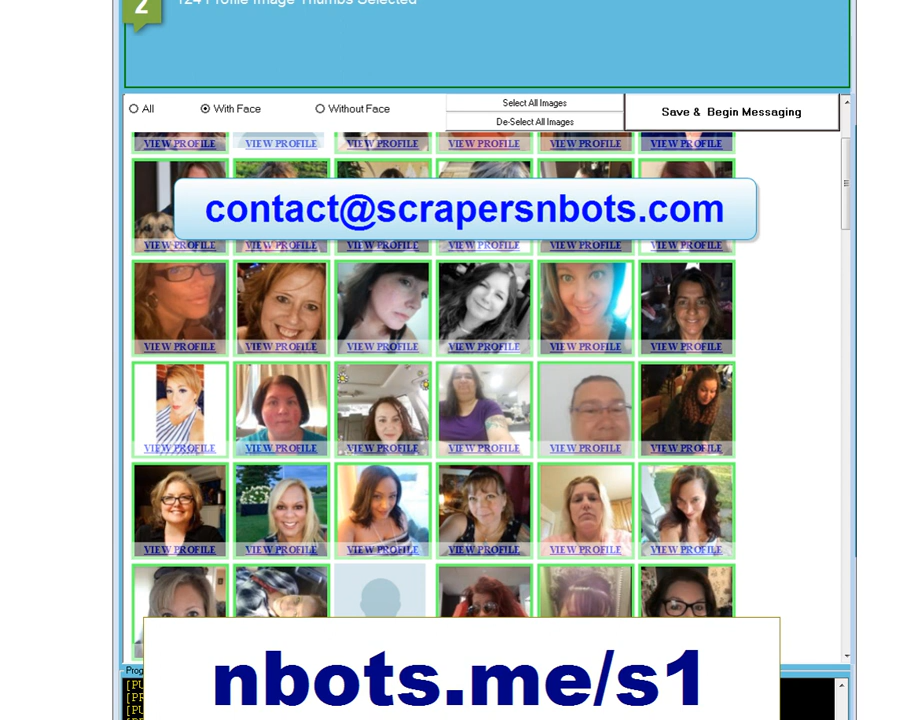 2
124 Profile Image Thumbs Selected
All
With Face
Without Face
Select All Images
De-Select All Images
Save & Begin Messaging
VIEW PROFILE VIEW PROFILE VIEW PROFILE VIEW PROFILE VIEW PROFILE VIEW PROFILE
contact@scrapersnbots.com
VIEW PROFILE VIEW PROFILE VIEW PROFILE VIEW PROFILE VIEW PROFILE VIEW PROFILE
VIEW PROFILE VIEW PROFILE VIEW PROFILE VIEW PROFILE VIEW PROFILE VIEW PROFILE
VIEW PROFILE VIEW PROFILE VIEW PROFILE VIEW PROFILE VIEW PROFILE VIEW PROFILE
VIEW PROFILE VIEW PROFILE VIEW PROFILE VIEW PROFILE VIEW PROFILE VIEW PROFILE
nbots.me/s1